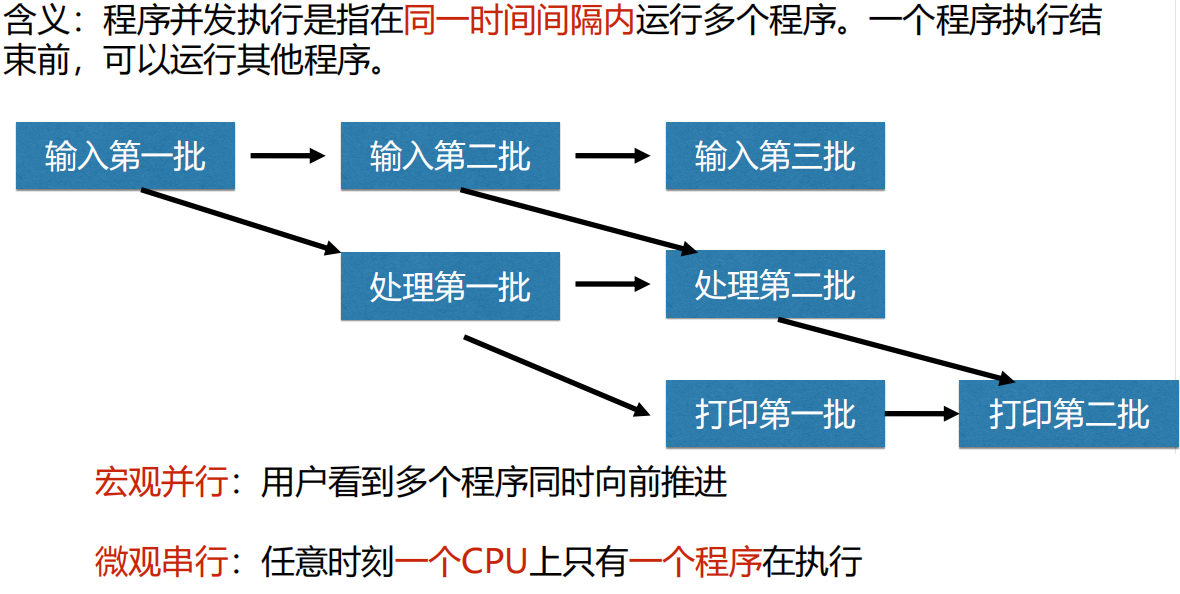 含义：程序并发执行是指在同一时间间隔内运行多个程序。一个程序执行结
束前，可以运行其他程序。
输入第一批
输入第二批
输入第三批
处理第一批
处理第二批
打印第一批
打印第二批
宏观并行：用户看到多个程序同时向前推进
微观串行：任意时刻一个CPU上只有一个程序在执行